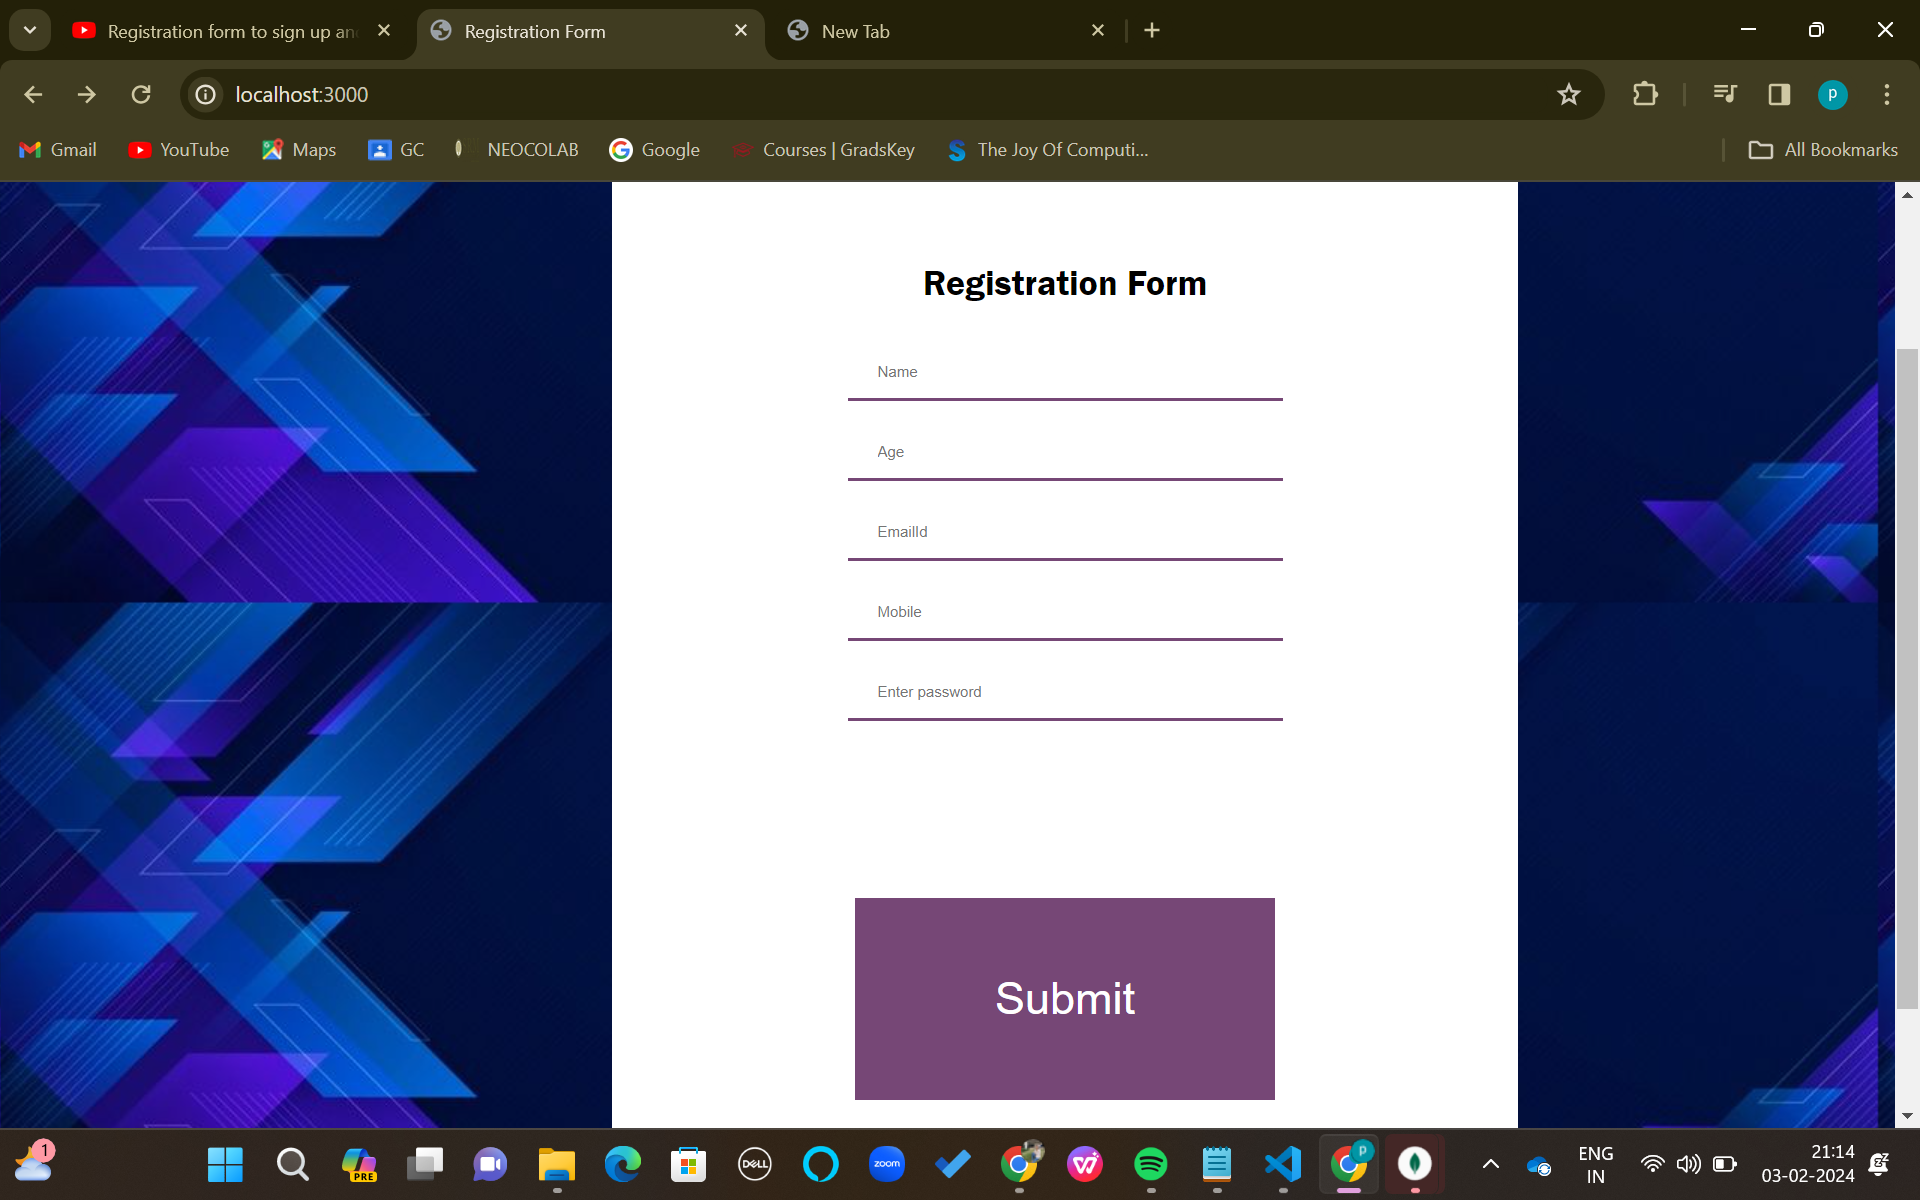 Registration form to sign up an
Registration Form
New Tab
localhost:3000
p
Gmail
YouTube
Maps
GC
NEOCOLAB
Google
Courses | GradsKey
The Joy Of Computi...
All Bookmarks
Registration Form
Name
Age
EmailId
Mobile
Enter password
Submit
1
PRE
DELL
zoom
p
ENG
IN
21:14
03-02-2024